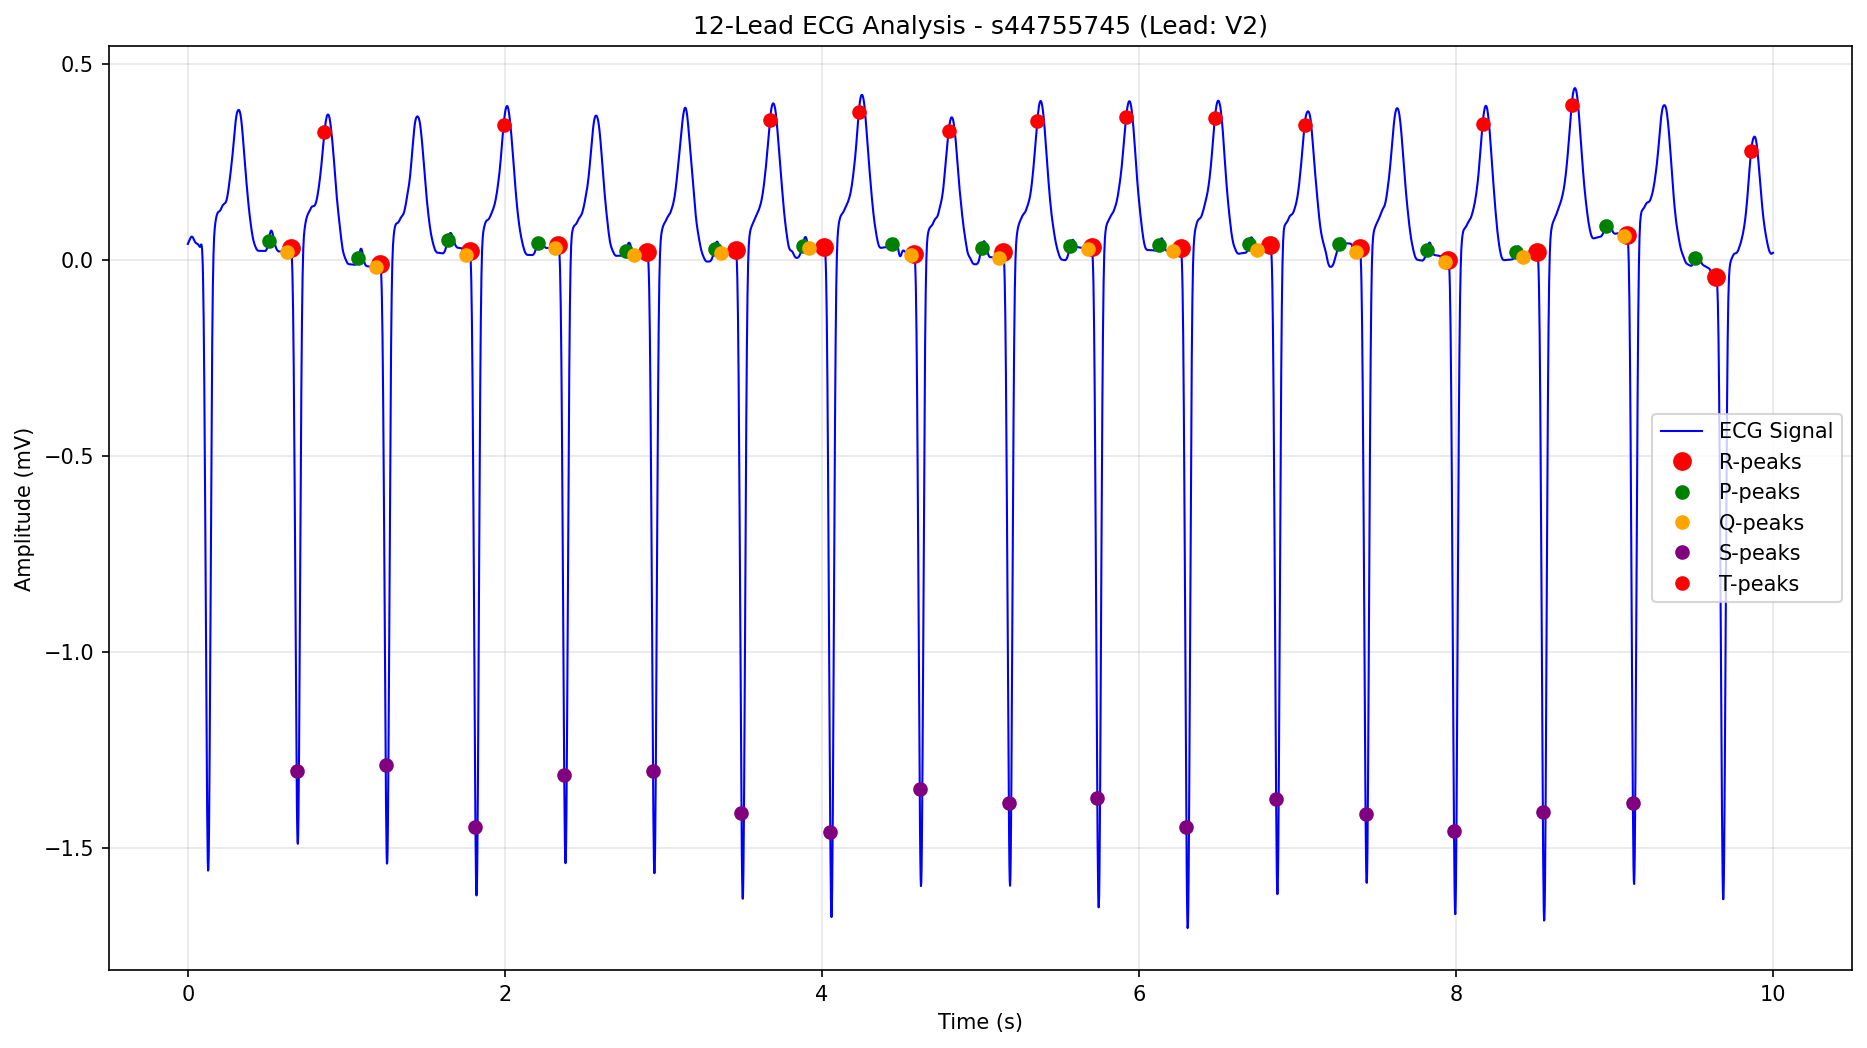 12-Lead ECG Analysis - s44755745 (Lead: V2)
Amplitude (mV)
0.5
0.0
−0.5
−1.0
−1.5
ECG Signal
R-peaks
P-peaks
Q-peaks
S-peaks
T-peaks
0 2 4 6 8 10
Time (s)